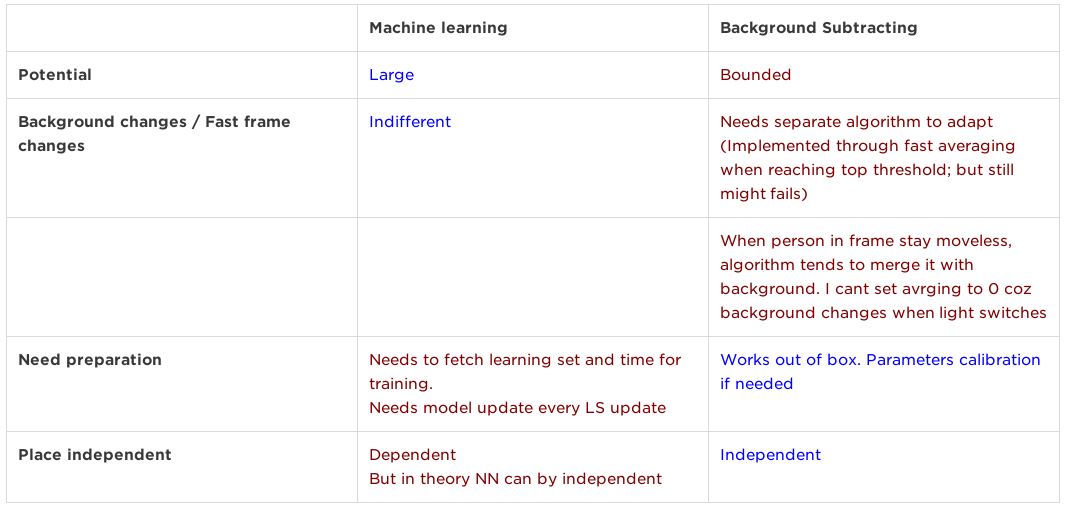 Machine learning
Background Subtracting
Potential
Large
Bounded
Background changes / Fast frame
changes
Indifferent
Needs separate algorithm to adapt
(Implemented through fast averaging
when reaching top threshold; but still
might fails)
When person in frame stay moveless,
algorithm tends to merge it with
background. I cant set avrging to 0 coz
background changes when light switches
Need preparation
Needs to fetch learning set and time for
training.
Needs model update every LS update
Works out of box. Parameters calibration
if needed
Place independent
Dependent
But in theory NN can by independent
Independent